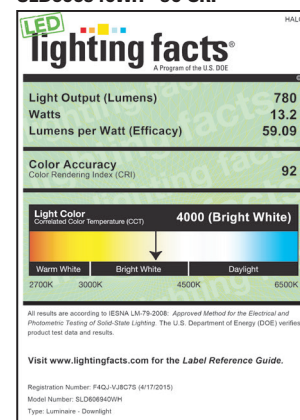 LED
lighting facts®
A Program of the U.S. DOE
HALO
Light Output (Lumens) 780
Watts 13.2
Lumens per Watt (Efficacy) 59.09
Color Accuracy 92
Color Rendering Index (CRI)
Light Color 4000 (Bright White)
Correlated Color Temperature (CCT)
Warm White Bright White Daylight
2700K 3000K 4500K 6500K
All results are according to IESNA LM-79-2008: Approved Method for the Electrical and
Photometric Testing of Solid-State Lighting. The U.S. Department of Energy (DOE) verifies
product test data and results.
Visit www.lightingfacts.com for the Label Reference Guide.
Registration Number: F4QJ-VJ8C7S (4/17/2015)
Model Number: SLD606940WH
Type: Luminaire - Downlight